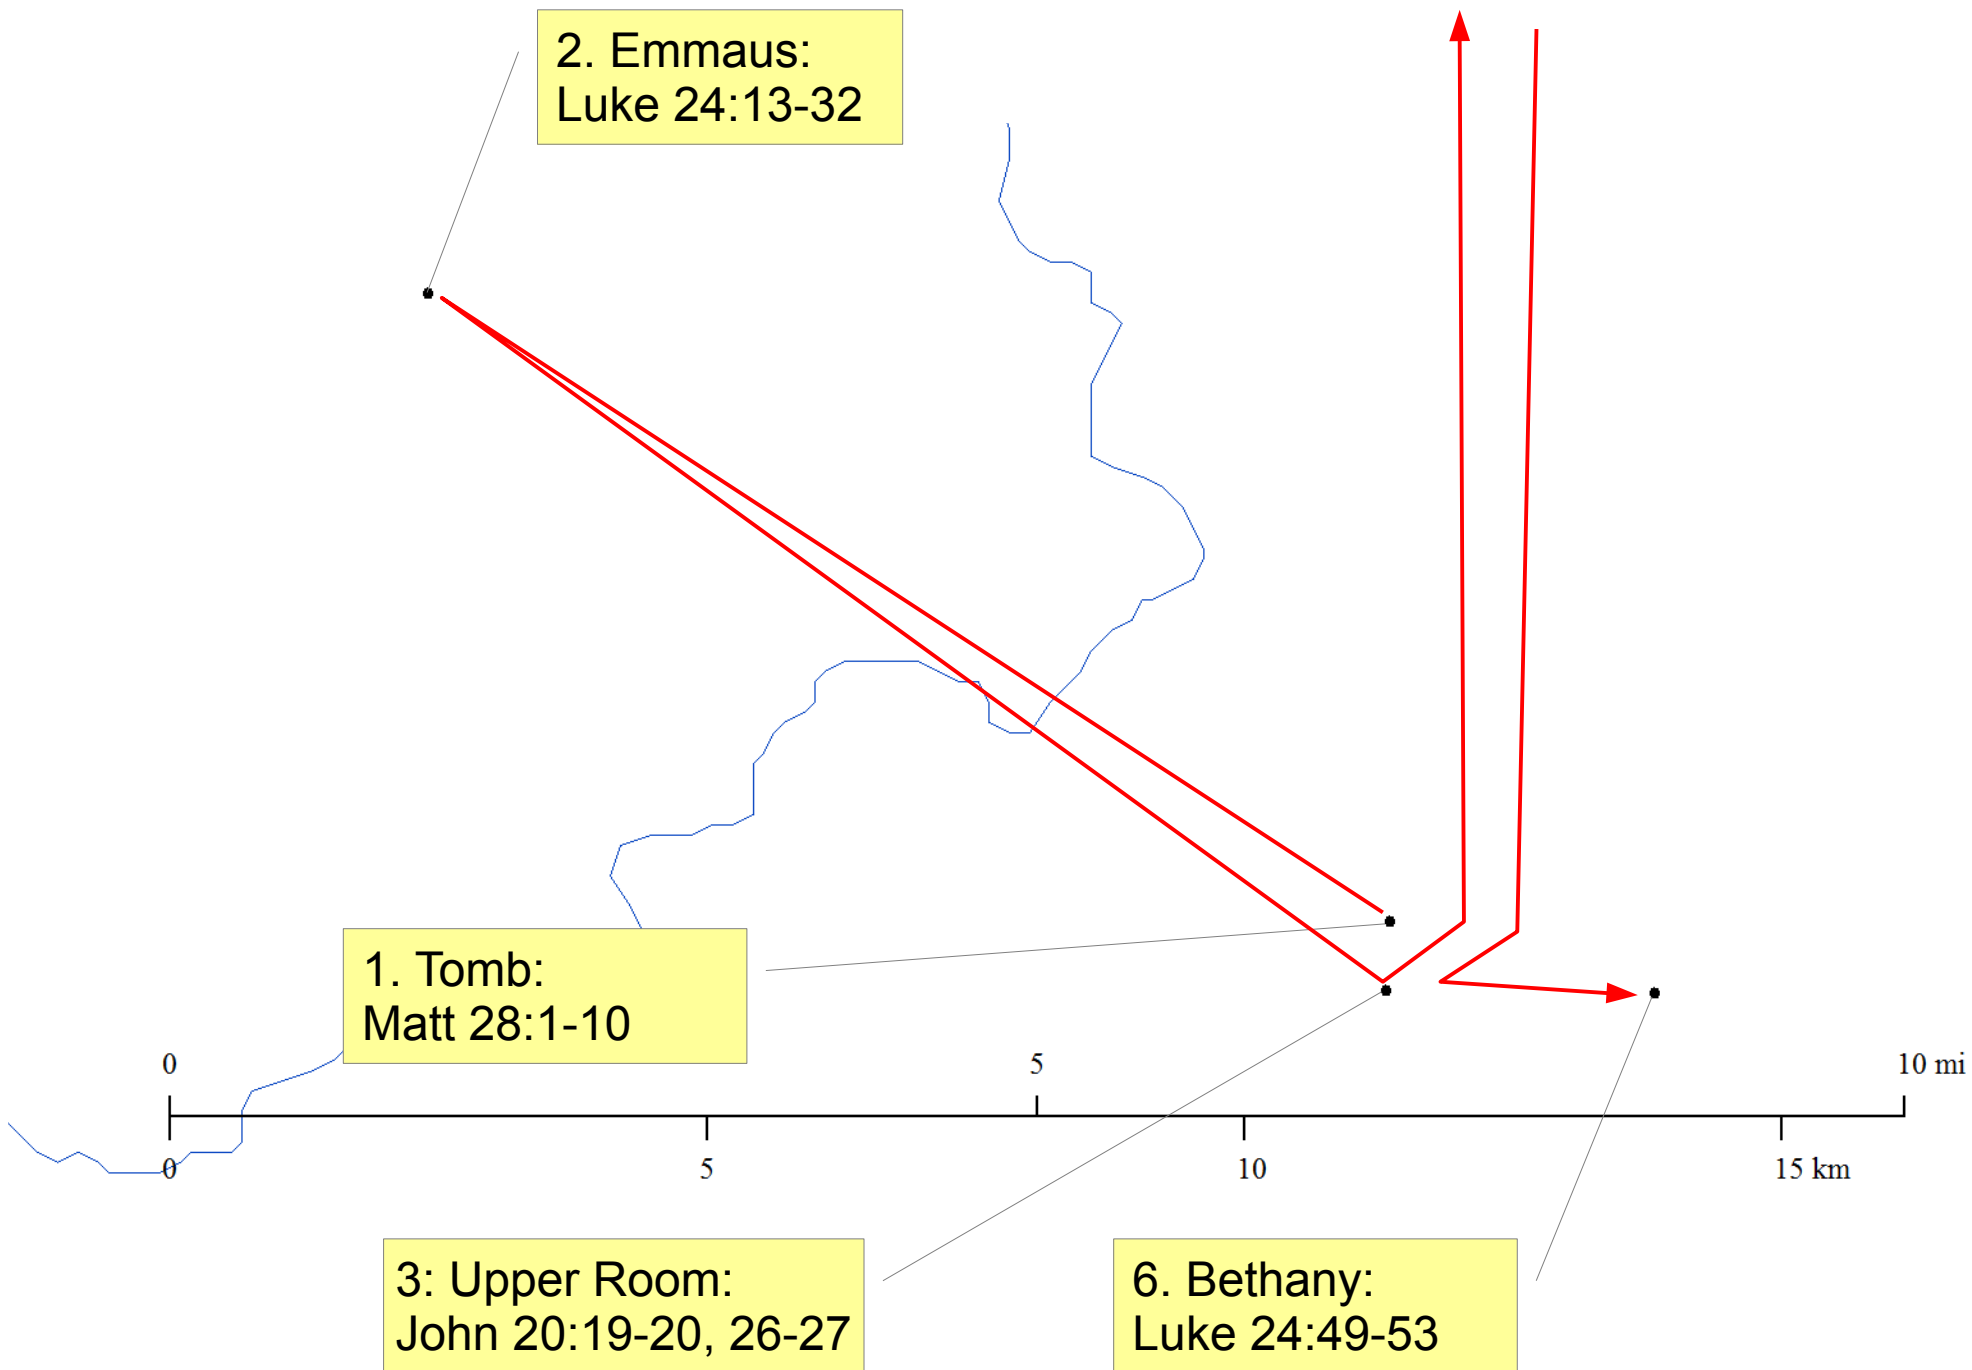 2. Emmaus:
Luke 24:13-32
1. Tomb:
Matt 28:1-10
0
5
10 mi
0
5
10
15 km
3: Upper Room:
John 20:19-20, 26-27
6. Bethany:
Luke 24:49-53